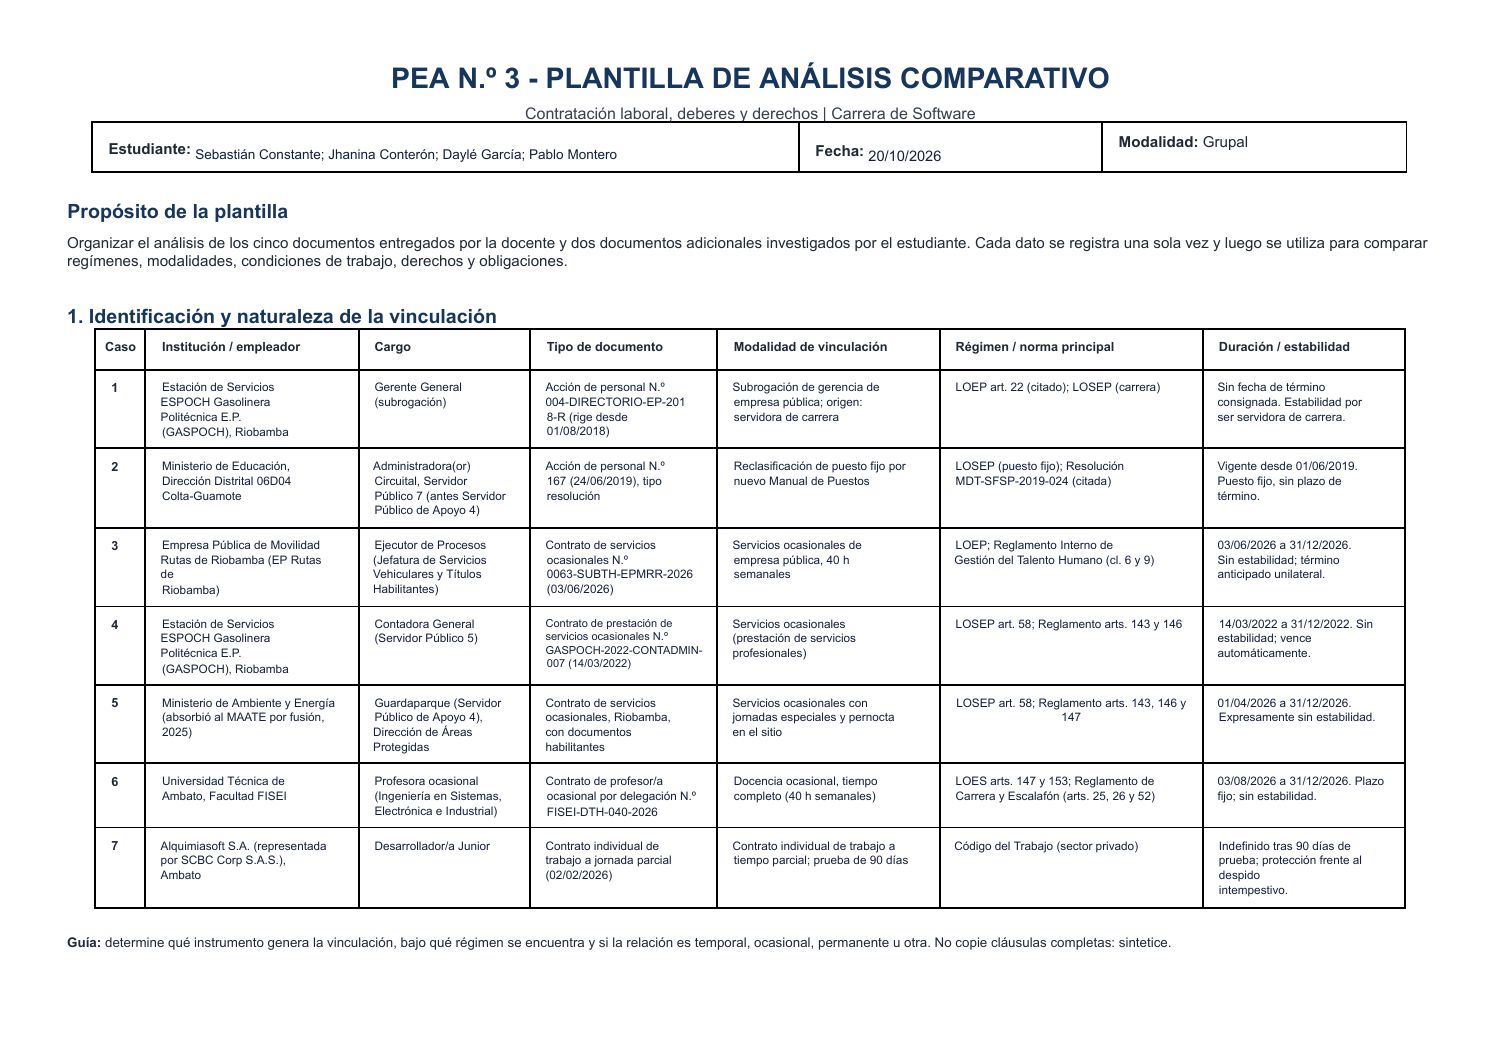 PEA N.º 3 - PLANTILLA DE ANÁLISIS COMPARATIVO
Contratación laboral, deberes y derechos | Carrera de Software
Estudiante: Sebastián Constante; Jhanina Conterón; Daylé García; Pablo Montero
Fecha: 20/10/2026
Modalidad: Grupal
Propósito de la plantilla
Organizar el análisis de los cinco documentos entregados por la docente y dos documentos adicionales investigados por el estudiante. Cada dato se registra una sola vez y luego se utiliza para comparar
regímenes, modalidades, condiciones de trabajo, derechos y obligaciones.
1. Identificación y naturaleza de la vinculación
Caso
Institución / empleador
Cargo
Tipo de documento
Modalidad de vinculación
Régimen / norma principal
Duración / estabilidad
1
Estación de Servicios
ESPOCH Gasolinera
Politécnica E.P.
(GASPOCH), Riobamba
Gerente General
(subrogación)
Acción de personal N.º
004-DIRECTORIO-EP-201
8-R (rige desde
01/08/2018)
Subrogación de gerencia de
empresa pública; origen:
servidora de carrera
LOEP art. 22 (citado); LOSEP (carrera)
Sin fecha de término
consignada. Estabilidad por
ser servidora de carrera.
2
Ministerio de Educación,
Dirección Distrital 06D04
Colta-Guamote
Administradora(or)
Circuital, Servidor
Público 7 (antes Servidor
Público de Apoyo 4)
Acción de personal N.º
167 (24/06/2019), tipo
resolución
Reclasificación de puesto fijo por
nuevo Manual de Puestos
LOSEP (puesto fijo); Resolución
MDT-SFSP-2019-024 (citada)
Vigente desde 01/06/2019.
Puesto fijo, sin plazo de
término.
3
Empresa Pública de Movilidad
Rutas de Riobamba (EP Rutas
de
Riobamba)
Ejecutor de Procesos
(Jefatura de Servicios
Vehiculares y Títulos
Habilitantes)
Contrato de servicios
ocasionales N.º
0063-SUBTH-EPMRR-2026
(03/06/2026)
Servicios ocasionales de
empresa pública, 40 h
semanales
LOEP; Reglamento Interno de
Gestión del Talento Humano (cl. 6 y 9)
03/06/2026 a 31/12/2026.
Sin estabilidad; término
anticipado unilateral.
4
Estación de Servicios
ESPOCH Gasolinera
Politécnica E.P.
(GASPOCH), Riobamba
Contadora General
(Servidor Público 5)
Contrato de prestación de
servicios ocasionales N.º
GASPOCH-2022-CONTADMIN-
007 (14/03/2022)
Servicios ocasionales
(prestación de servicios
profesionales)
LOSEP art. 58; Reglamento arts. 143 y 146
14/03/2022 a 31/12/2022. Sin
estabilidad; vence
automáticamente.
5
Ministerio de Ambiente y Energía
(absorbió al MAATE por fusión,
2025)
Guardaparque (Servidor
Público de Apoyo 4),
Dirección de Áreas
Protegidas
Contrato de servicios
ocasionales, Riobamba,
con documentos
habilitantes
Servicios ocasionales con
jornadas especiales y pernocta
en el sitio
LOSEP art. 58; Reglamento arts. 143, 146 y
147
01/04/2026 a 31/12/2026.
Expresamente sin estabilidad.
6
Universidad Técnica de
Ambato, Facultad FISEI
Profesora ocasional
(Ingeniería en Sistemas,
Electrónica e Industrial)
Contrato de profesor/a
ocasional por delegación N.º
FISEI-DTH-040-2026
Docencia ocasional, tiempo
completo (40 h semanales)
LOES arts. 147 y 153; Reglamento de
Carrera y Escalafón (arts. 25, 26 y 52)
03/08/2026 a 31/12/2026. Plazo
fijo; sin estabilidad.
7
Alquimiasoft S.A. (representada
por SCBC Corp S.A.S.),
Ambato
Desarrollador/a Junior
Contrato individual de
trabajo a jornada parcial
(02/02/2026)
Contrato individual de trabajo a
tiempo parcial; prueba de 90 días
Código del Trabajo (sector privado)
Indefinido tras 90 días de
prueba; protección frente al
despido
intempestivo.
Guía: determine qué instrumento genera la vinculación, bajo qué régimen se encuentra y si la relación es temporal, ocasional, permanente u otra. No copie cláusulas completas: sintetice.